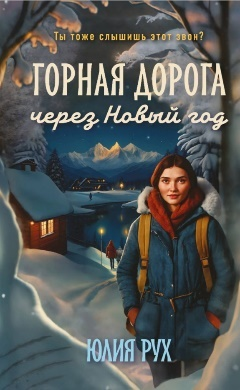 Ты тоже слышишь этот звон?
ГОРНАЯ ДОРОГА
через Новый год
ЮЛИЯ РУХ